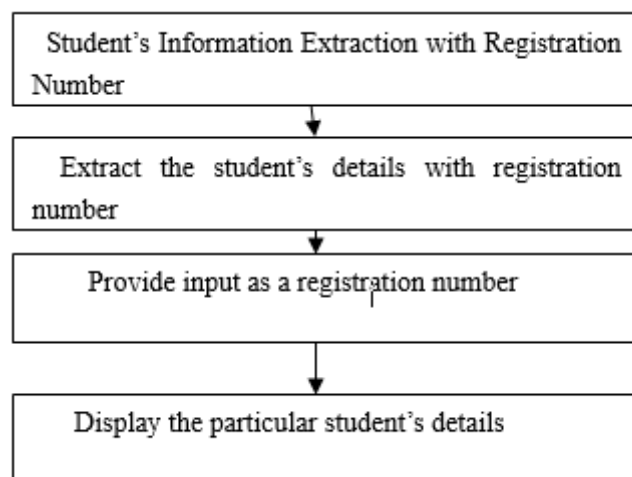 Student’s Information Extraction with Registration
Number
Extract the student’s details with registration
number
Provide input as a registration number
Display the particular student’s details